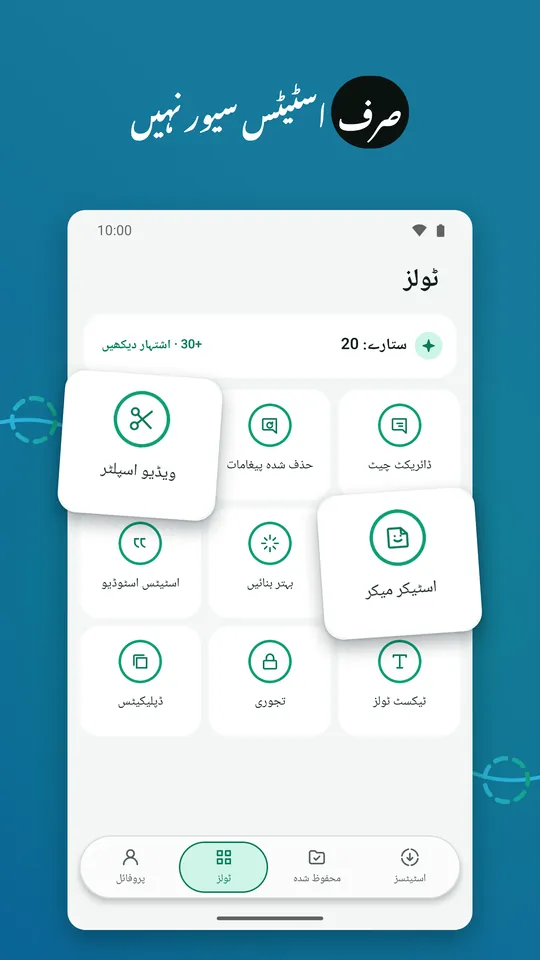 صرف اسٹیٹس سیور نہیں
10:00
ٹولز
ستارے: 20
+30 · اشتہار دیکھیں
ڈائریکٹ چیٹ
حذف شدہ پیغامات
ویڈیو اسپلٹر
اسٹیکر میکر
بہتر بنائیں
اسٹیٹس اسٹوڈیو
ٹیکسٹ ٹولز
تجوری
ڈپلیکیٹس
اسٹیٹسز
محفوظ شدہ
ٹولز
پروفائل